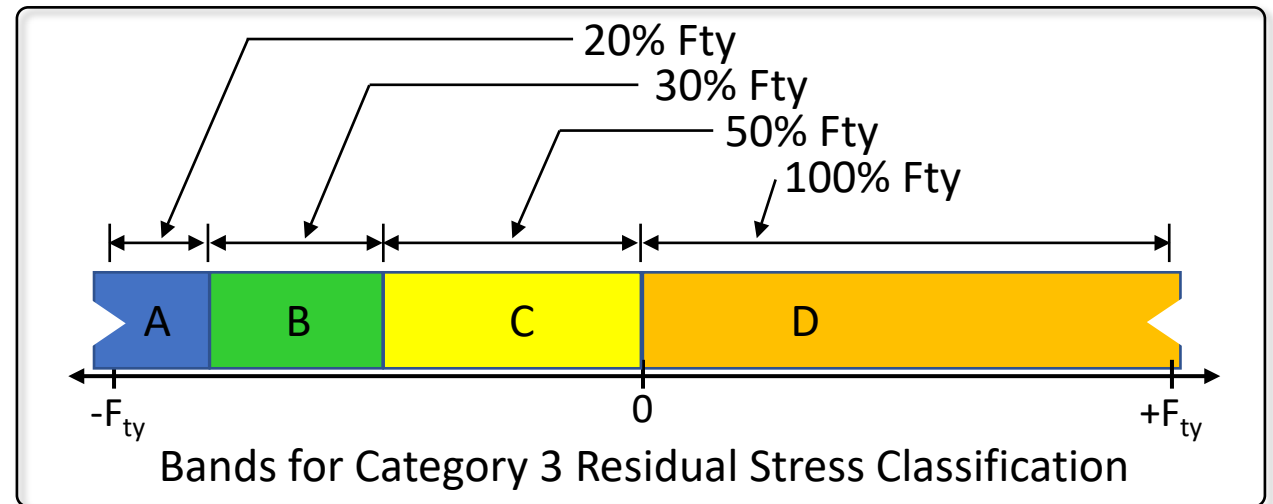 20% Fty
30% Fty
50% Fty
100% Fty
A B C D
-Fty 0 +Fty
Bands for Category 3 Residual Stress Classification